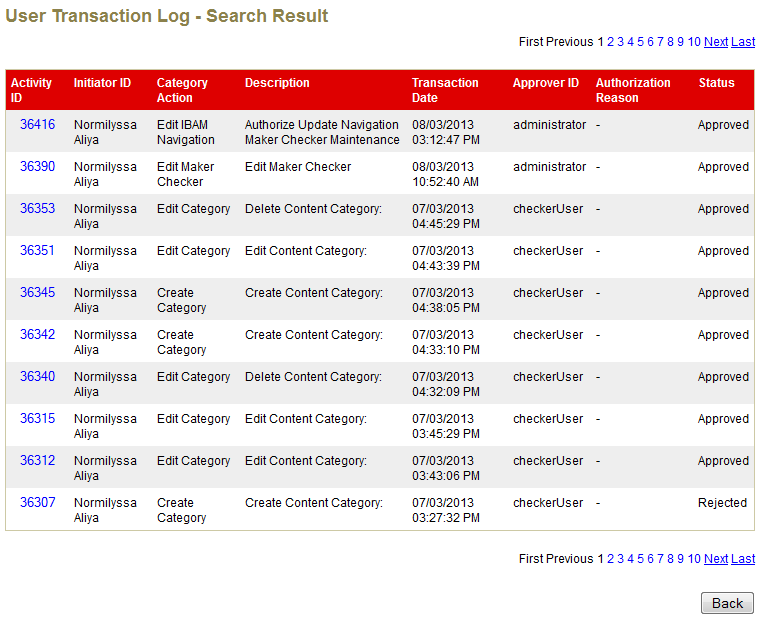 User Transaction Log - Search Result
First Previous 1 2 3 4 5 6 7 8 9 10 Next Last
Activity Initiator ID Category Description Transaction Approver ID Authorization Status
ID Action Date Reason
36416 Normilyssa Edit IBAM Authorize Update Navigation 08/03/2013 administrator - Approved
Aliya Navigation Maker Checker Maintenance 03:12:47 PM
36390 Normilyssa Edit Maker Edit Maker Checker 08/03/2013 administrator - Approved
Aliya Checker 10:52:40 AM
36353 Normilyssa Edit Category Delete Content Category: 07/03/2013 checkerUser - Approved
Aliya 04:45:29 PM
36351 Normilyssa Edit Category Edit Content Category: 07/03/2013 checkerUser - Approved
Aliya 04:43:39 PM
36345 Normilyssa Create Create Content Category: 07/03/2013 checkerUser - Approved
Aliya Category 04:38:05 PM
36342 Normilyssa Create Create Content Category: 07/03/2013 checkerUser - Approved
Aliya Category 04:33:10 PM
36340 Normilyssa Edit Category Delete Content Category: 07/03/2013 checkerUser - Approved
Aliya 04:32:09 PM
36315 Normilyssa Edit Category Edit Content Category: 07/03/2013 checkerUser - Approved
Aliya 03:45:29 PM
36312 Normilyssa Edit Category Edit Content Category: 07/03/2013 checkerUser - Approved
Aliya 03:43:06 PM
36307 Normilyssa Create Create Content Category: 07/03/2013 checkerUser - Rejected
Aliya Category 03:27:32 PM
First Previous 1 2 3 4 5 6 7 8 9 10 Next Last
Back